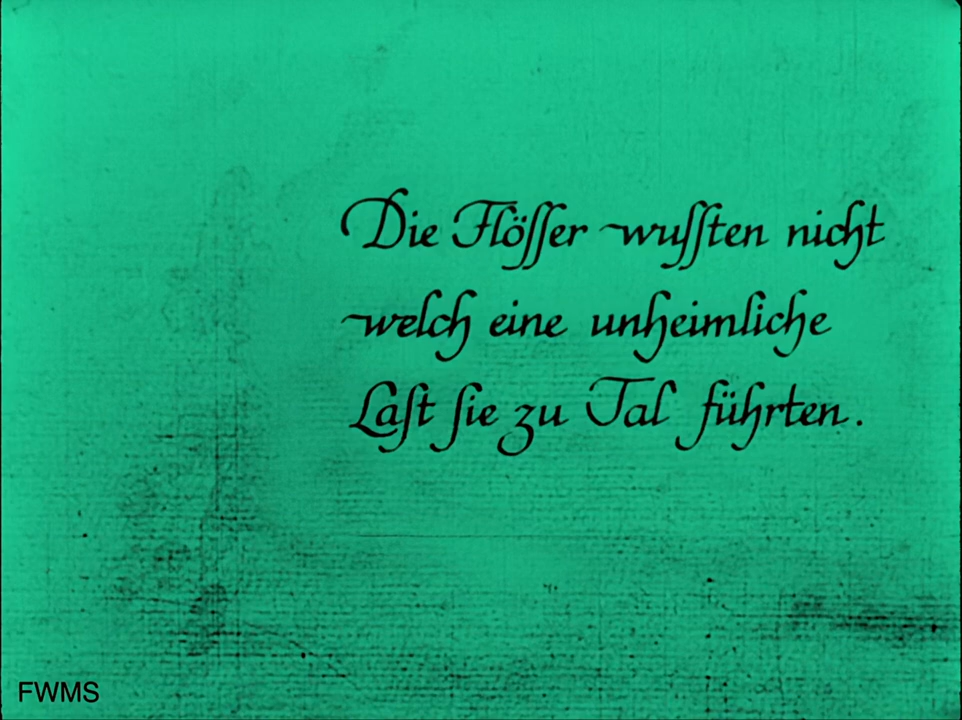 Die Flöſſer wuſſten nicht
welch eine unheimliche
Laſt ſie zu Tal führten.
FWMS